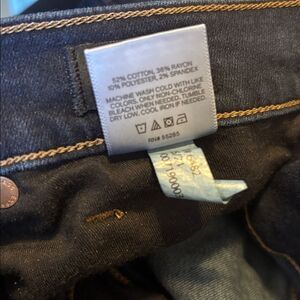 52% COTTON, 36% RAYON
10% POLYESTER, 2% SPANDEX
MACHINE WASH COLD WITH LIKE
COLORS. ONLY NON-CHLORINE
BLEACH WHEN NEEDED. TUMBLE
DRY LOW. COOL IRON IF NEEDED.
RN# 55285